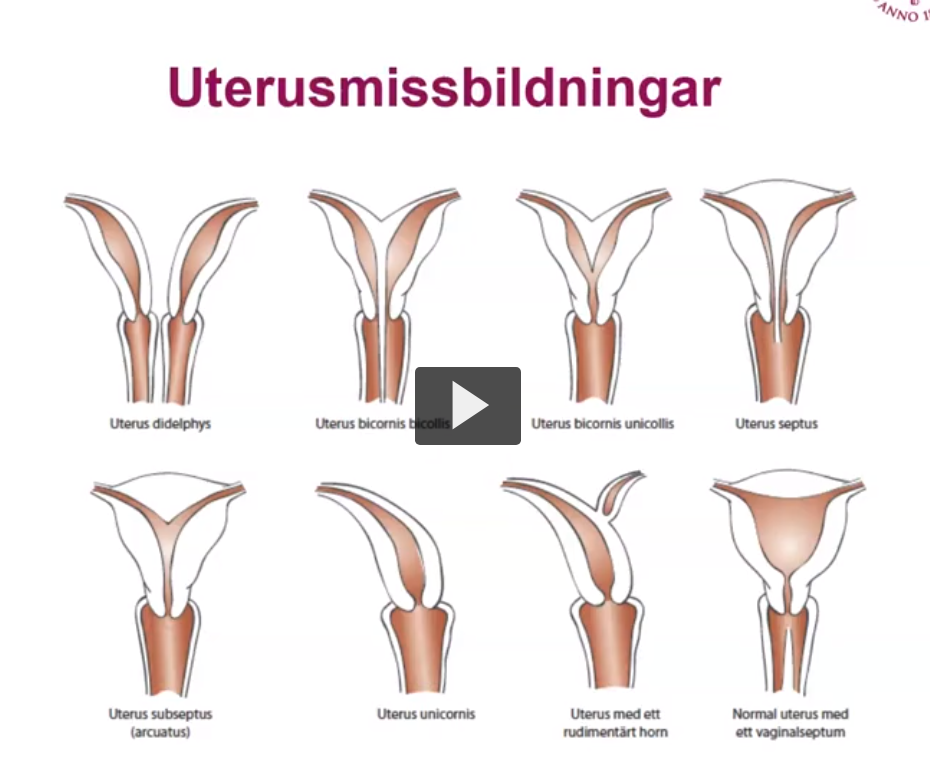 ANNO
Uterusmissbildningar
Uterus didelphys
Uterus bicornis bicollis
Uterus bicornis unicollis
Uterus septus
Uterus subseptus
(arcuatus)
Uterus unicornis
Uterus med ett
rudimentärt horn
Normal uterus med
ett vaginalseptum